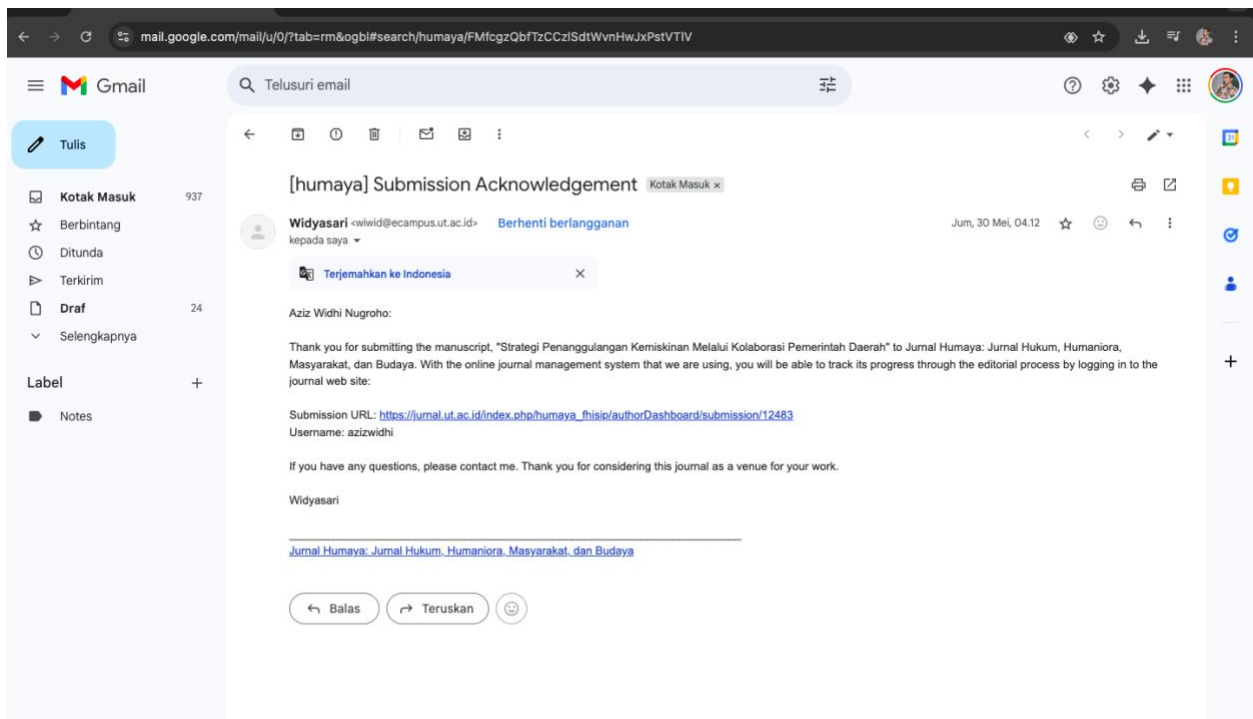 mail.google.com/mail/u/0/?tab=rm&ogbl#search/humaya/FMfcgzQbfTzCCzlSdtWvnHwJxPstVTlV
Gmail
Telusuri email
Tulis
Kotak Masuk 937
Berbintang
Ditunda
Terkirim
Draf 24
Selengkapnya
Label
Notes
[humaya] Submission Acknowledgement Kotak Masuk ×
Widyasari <wiwid@ecampus.ut.ac.id> Berhenti berlangganan Jum, 30 Mei, 04.12
kepada saya
Terjemahkan ke Indonesia
Aziz Widhi Nugroho:
Thank you for submitting the manuscript, "Strategi Penanggulangan Kemiskinan Melalui Kolaborasi Pemerintah Daerah" to Jurnal Humaya: Jurnal Hukum, Humaniora,
Masyarakat, dan Budaya. With the online journal management system that we are using, you will be able to track its progress through the editorial process by logging in to the
journal web site:
Submission URL: https://jurnal.ut.ac.id/index.php/humaya_fhisip/authorDashboard/submission/12483
Username: azizwidhi
If you have any questions, please contact me. Thank you for considering this journal as a venue for your work.
Widyasari
Jurnal Humaya: Jurnal Hukum, Humaniora, Masyarakat, dan Budaya
Balas
Teruskan
31